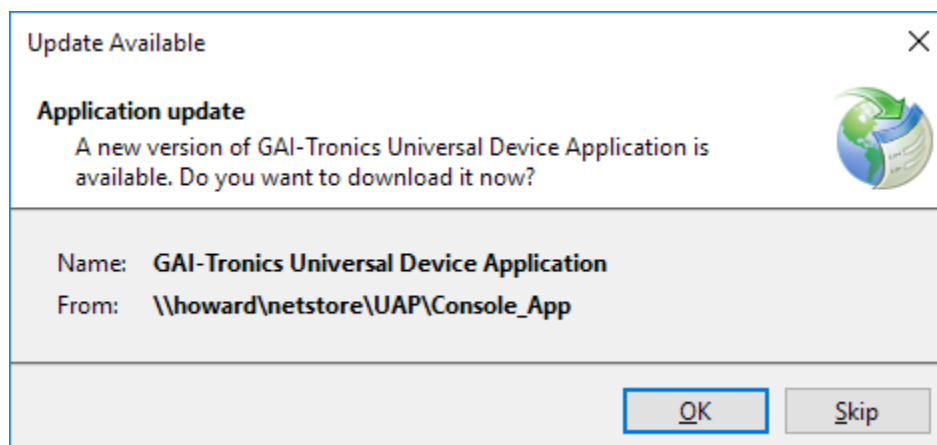 Update Available
Application update
A new version of GAI-Tronics Universal Device Application is
available. Do you want to download it now?
Name: GAI-Tronics Universal Device Application
From: \\howard\netstore\UAP\Console_App
OK Skip